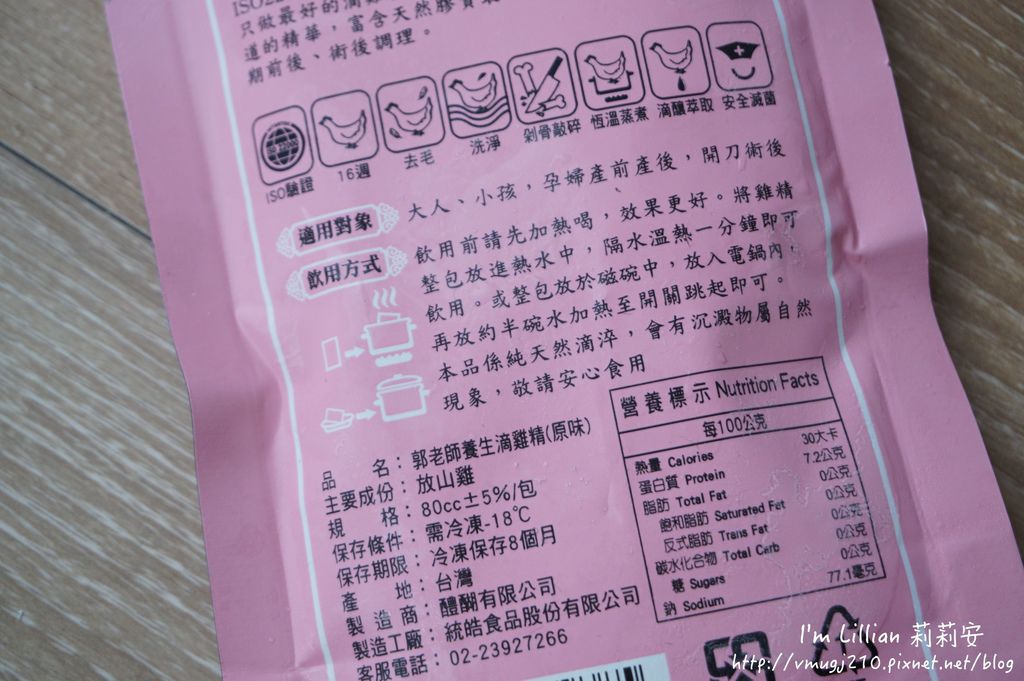 只做最好的滴雞
道的精華,富含天然膠質
期前後、術後調理。
ISO驗證
16週
去毛
洗淨
剁骨敲碎
恆溫蒸煮
滴釀萃取
安全滅菌
適用對象
大人、小孩,孕婦產前產後,開刀術後
飲用方式
飲用前請先加熱喝,效果更好。將雞精
整包放進熱水中,隔水溫熱一分鐘即可
飲用。或整包放於磁碗中,放入電鍋內,
再放約半碗水加熱至開關跳起即可。
本品係純天然滴淬,會有沉澱物屬自然
現象,敬請安心食用
品 名:郭老師養生滴雞精(原味)
主要成份:放山雞
規 格:80cc±5%/包
保存條件:需冷凍-18℃
保存期限:冷凍保存8個月
產 地:台灣
製造商:醴醐有限公司
製造工廠:統皓食品股份有限公司
客服電話:02-23927266
營養標示 Nutrition Facts
每100公克
熱量 Calories 30大卡
蛋白質 Protein 7.2公克
脂肪 Total Fat 0公克
飽和脂肪 Saturated Fat 0公克
反式脂肪 Trans Fat 0公克
碳水化合物 Total Carb 0公克
糖 Sugars 0公克
鈉 Sodium 77.1毫克
I'm Lillian 莉莉安
http://vmugj210.pixnet.net/blog